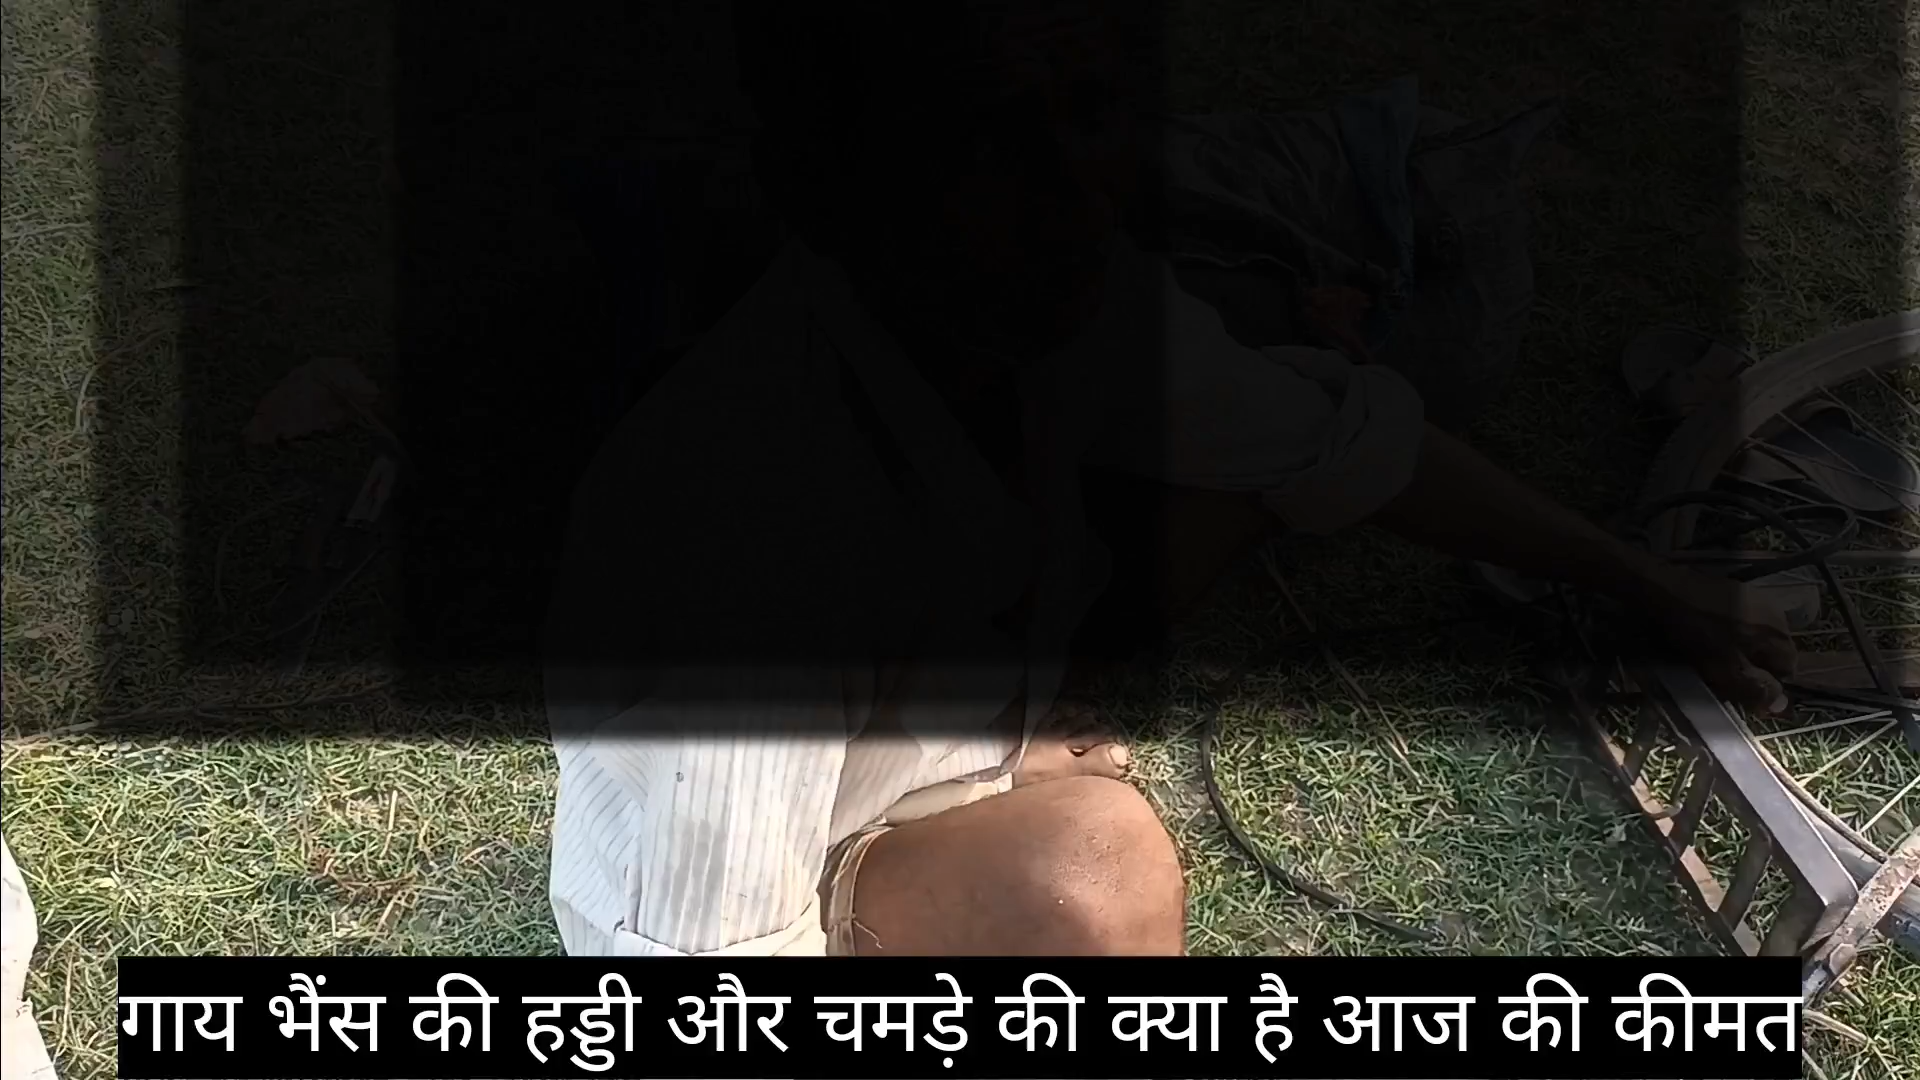 गाय भैंस की हड्डी और चमड़े की क्या है आज की कीमत